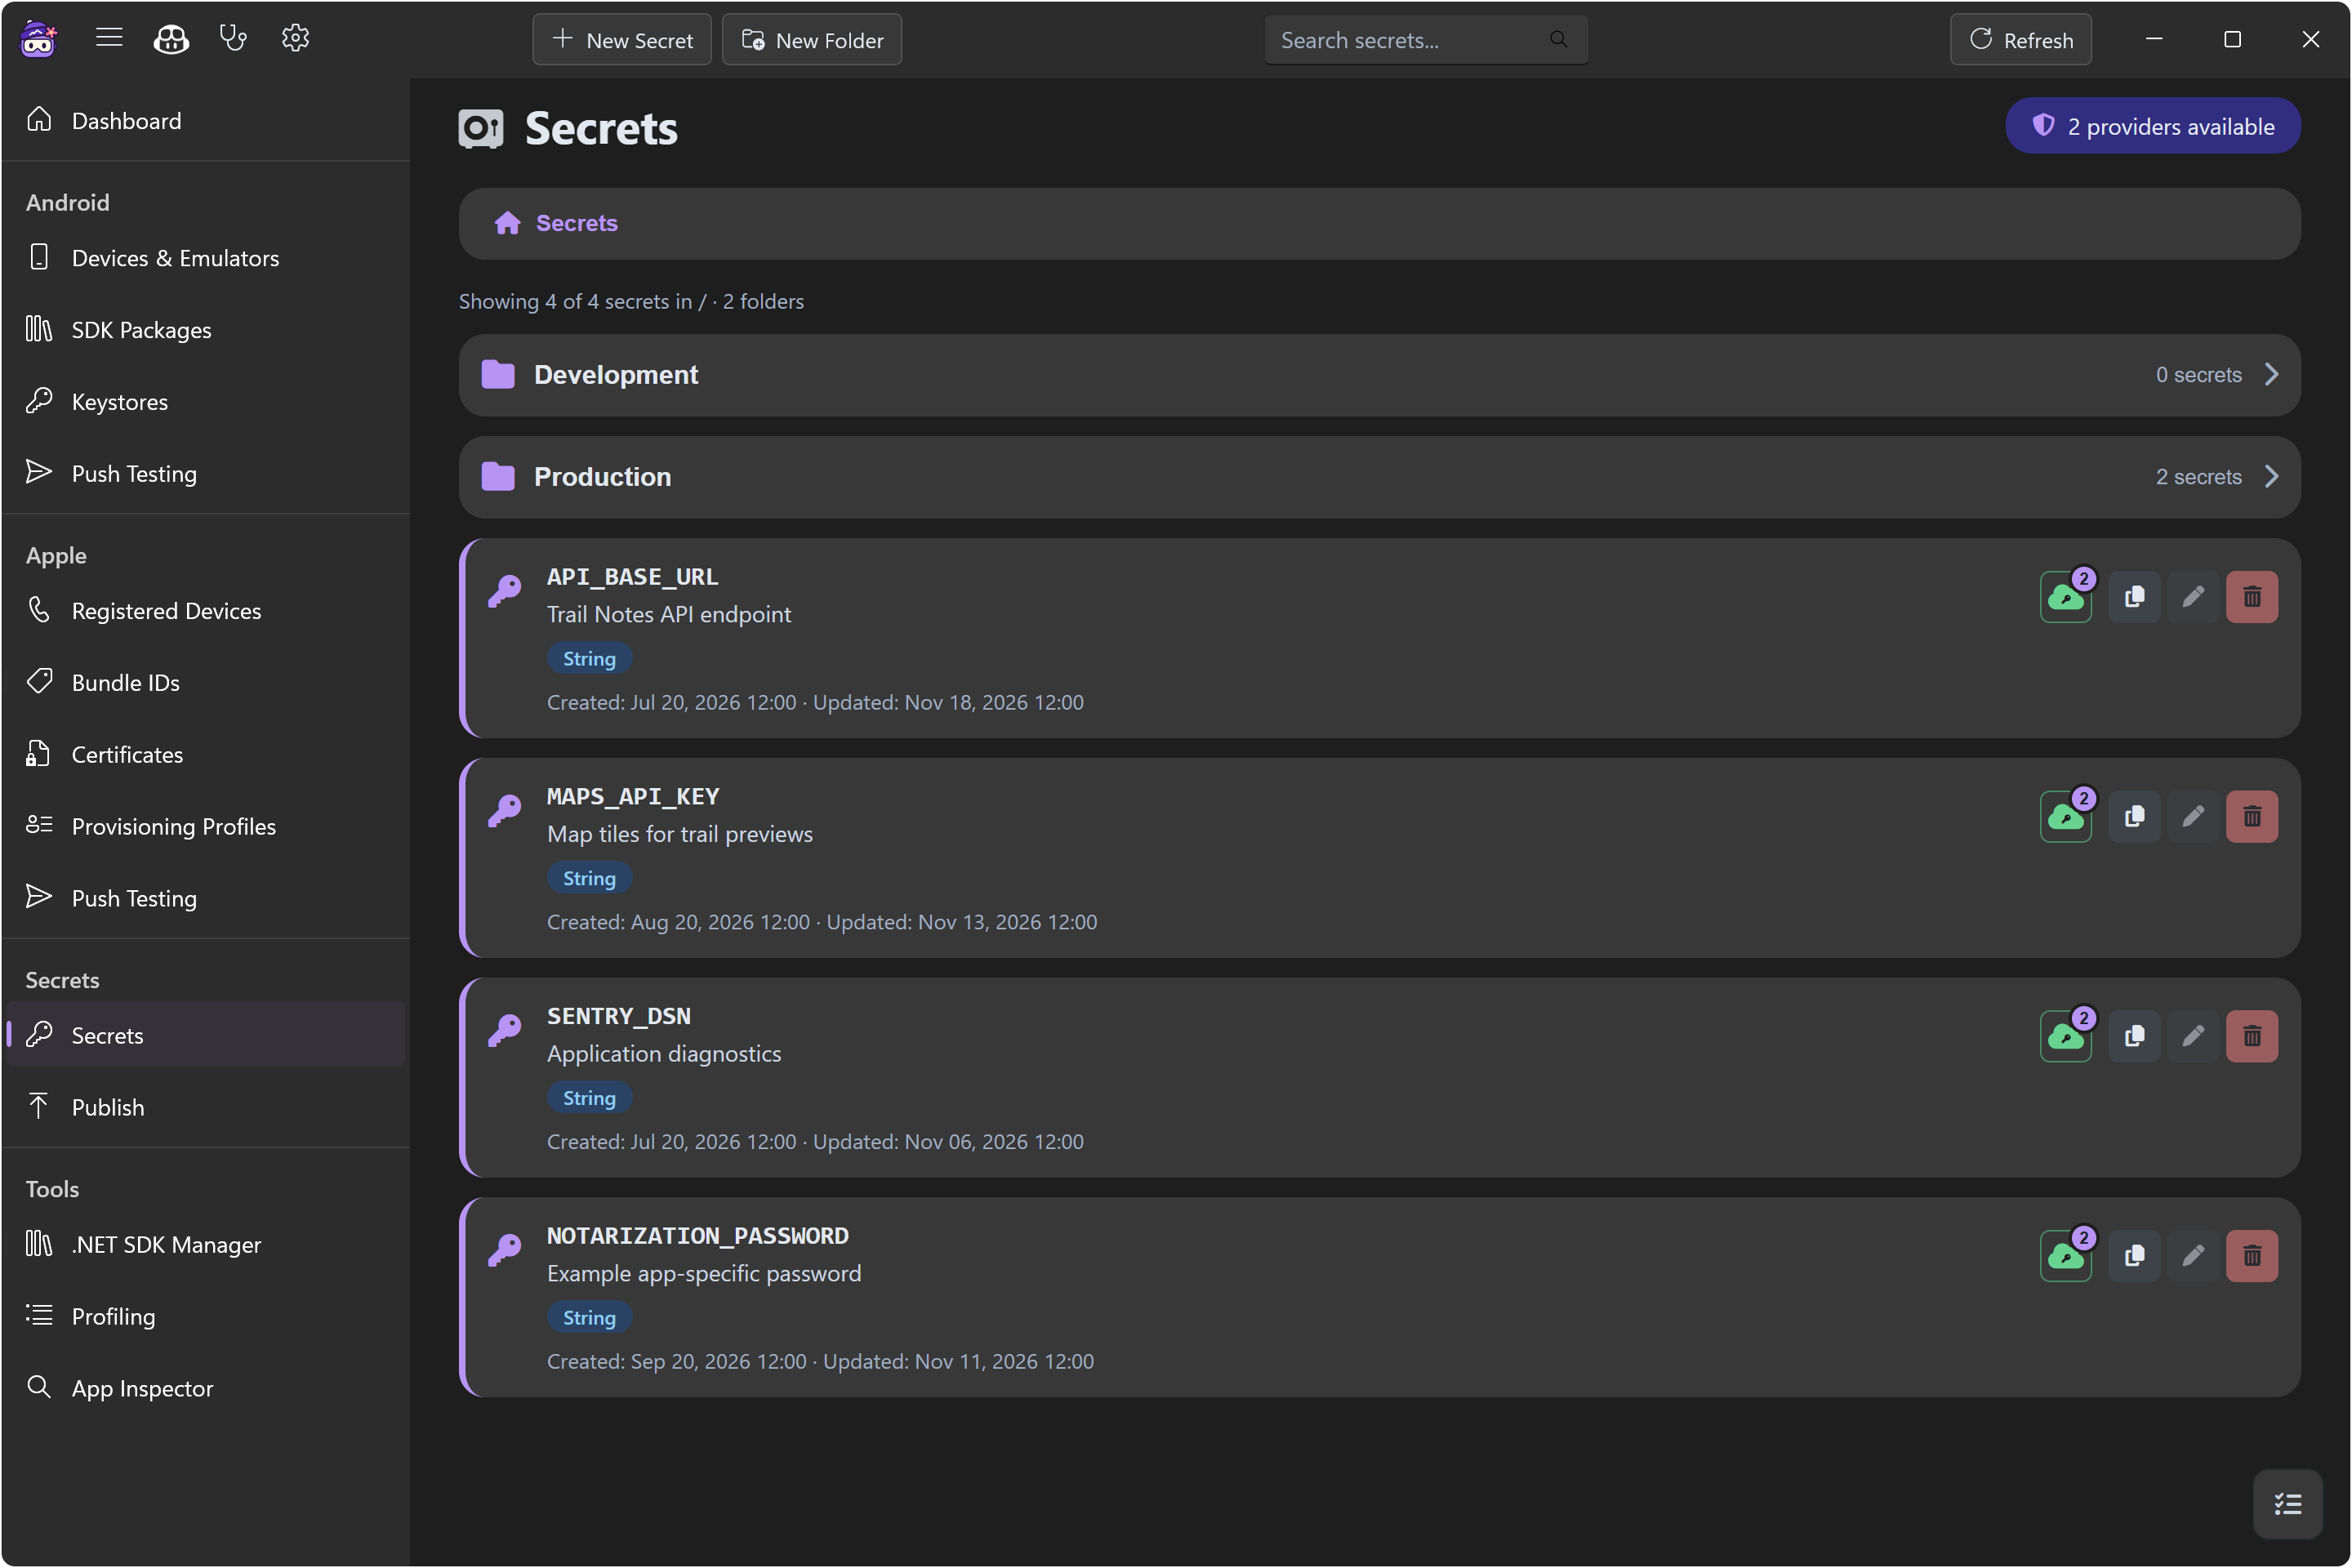 New Secret
New Folder
Search secrets...
Refresh
Dashboard
Android
Devices & Emulators
SDK Packages
Keystores
Push Testing
Apple
Registered Devices
Bundle IDs
Certificates
Provisioning Profiles
Push Testing
Secrets
Secrets
Publish
Tools
.NET SDK Manager
Profiling
App Inspector
Secrets
2 providers available
Secrets
Showing 4 of 4 secrets in / · 2 folders
Development
0 secrets
Production
2 secrets
API_BASE_URL
Trail Notes API endpoint
String
Created: Jul 20, 2026 12:00 · Updated: Nov 18, 2026 12:00
2
MAPS_API_KEY
Map tiles for trail previews
String
Created: Aug 20, 2026 12:00 · Updated: Nov 13, 2026 12:00
2
SENTRY_DSN
Application diagnostics
String
Created: Jul 20, 2026 12:00 · Updated: Nov 06, 2026 12:00
2
NOTARIZATION_PASSWORD
Example app-specific password
String
Created: Sep 20, 2026 12:00 · Updated: Nov 11, 2026 12:00
2